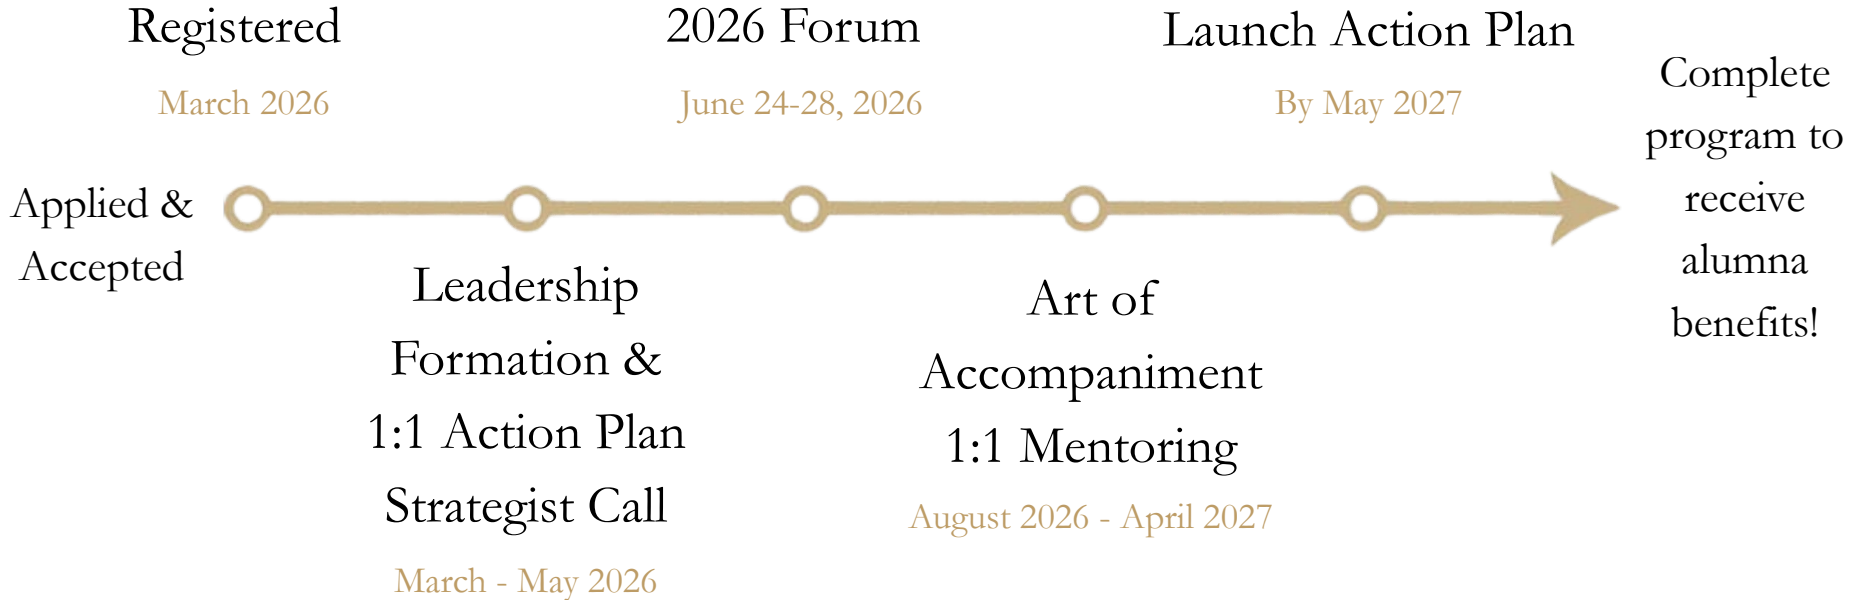 Applied &
Accepted
Registered
March 2026
Leadership
Formation &
1:1 Action Plan
Strategist Call
March - May 2026
2026 Forum
June 24-28, 2026
Art of
Accompaniment
1:1 Mentoring
August 2026 - April 2027
Launch Action Plan
By May 2027
Complete
program to
receive
alumna
benefits!